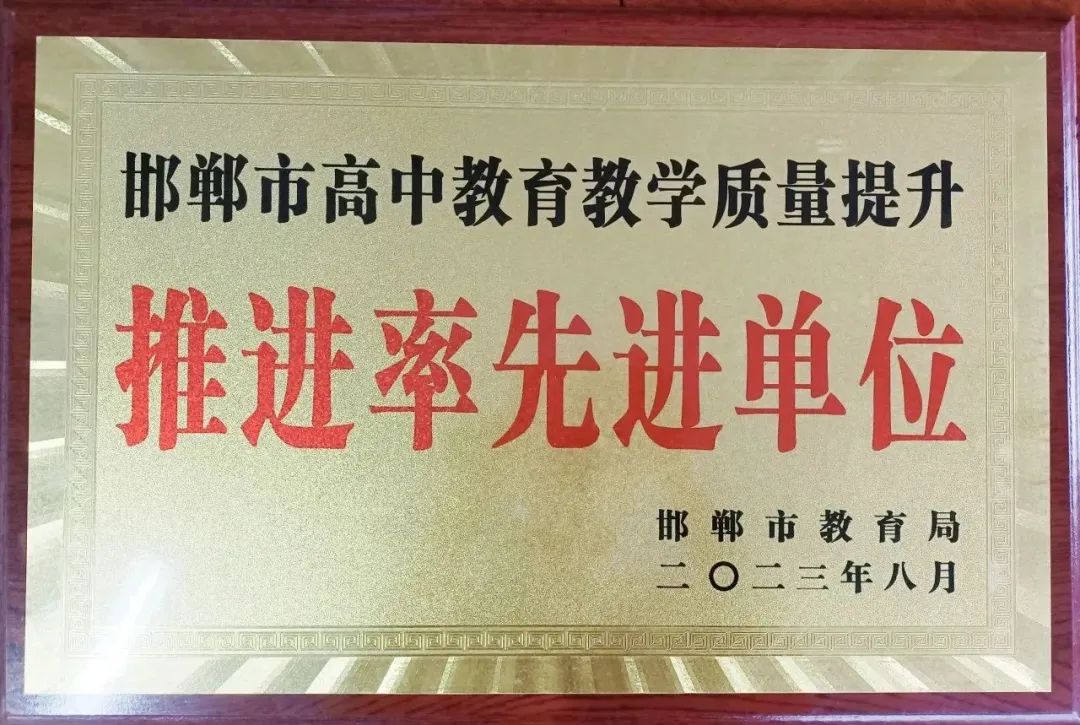 邯郸市高中教育教学质量提升
推进率先进单位
邯郸市教育局
二〇二三年八月